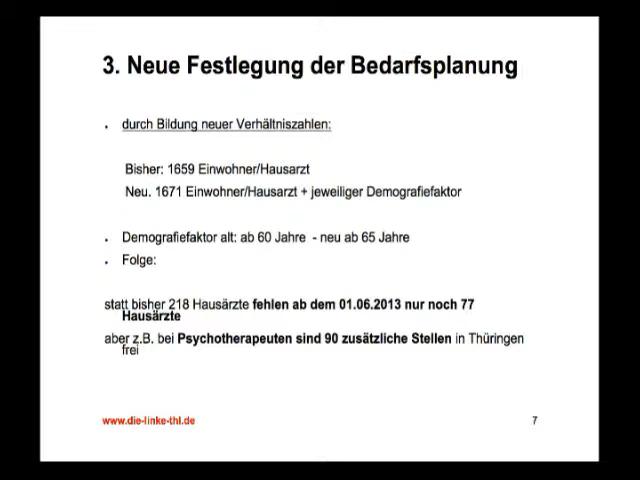 3. Neue Festlegung der Bedarfsplanung
. durch Bildung neuer Verhältniszahlen:
Bisher: 1659 Einwohner/Hausarzt
Neu. 1671 Einwohner/Hausarzt + jeweiliger Demografiefaktor
. Demografiefaktor alt: ab 60 Jahre - neu ab 65 Jahre
. Folge:
statt bisher 218 Hausärzte fehlen ab dem 01.06.2013 nur noch 77
Hausärzte
aber z.B. bei Psychotherapeuten sind 90 zusätzliche Stellen in Thüringen
frei
www.die-linke-thl.de
7